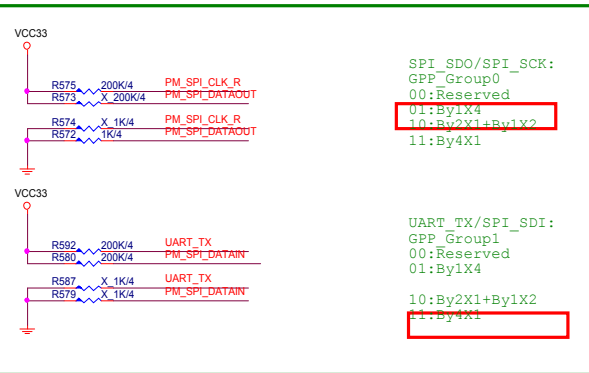 VCC33
R575 200K/4 PM_SPI_CLK_R
R573 X_200K/4 PM_SPI_DATAOUT
R574 X_1K/4 PM_SPI_CLK_R
R572 1K/4 PM_SPI_DATAOUT
SPI_SDO/SPI_SCK:
GPP_Group0
00:Reserved
01:By1X4
10:By2X1+By1X2
11:By4X1
VCC33
R592 200K/4 UART_TX
R580 200K/4 PM_SPI_DATAIN
R587 X_1K/4 UART_TX
R579 X_1K/4 PM_SPI_DATAIN
UART_TX/SPI_SDI:
GPP_Group1
00:Reserved
01:By1X4
10:By2X1+By1X2
11:By4X1